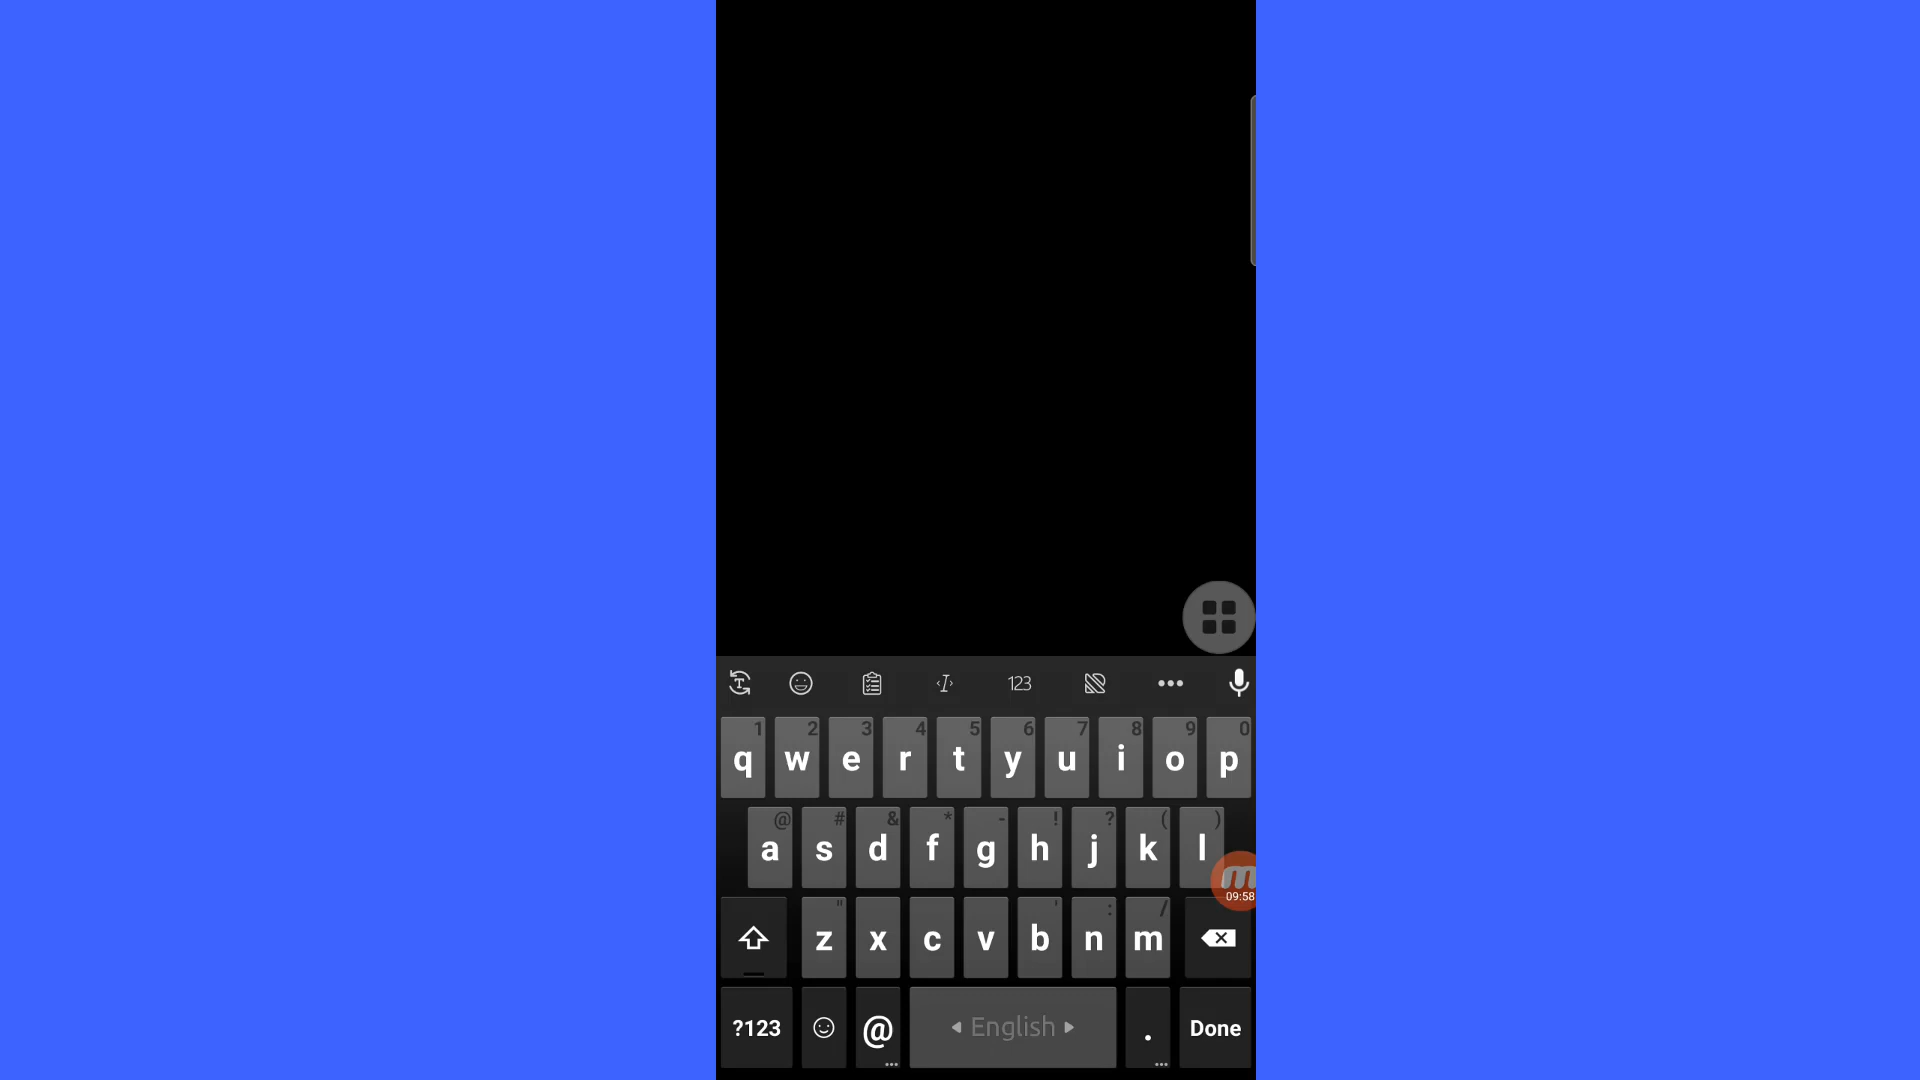 123
1 2 3 4 5 6 7 8 9 0
q w e r t y u i o p
@ # & * - ! ? ( )
a s d f g h j k l
m
09:58
" ' : /
z x c v b n m
?123 @ English . Done